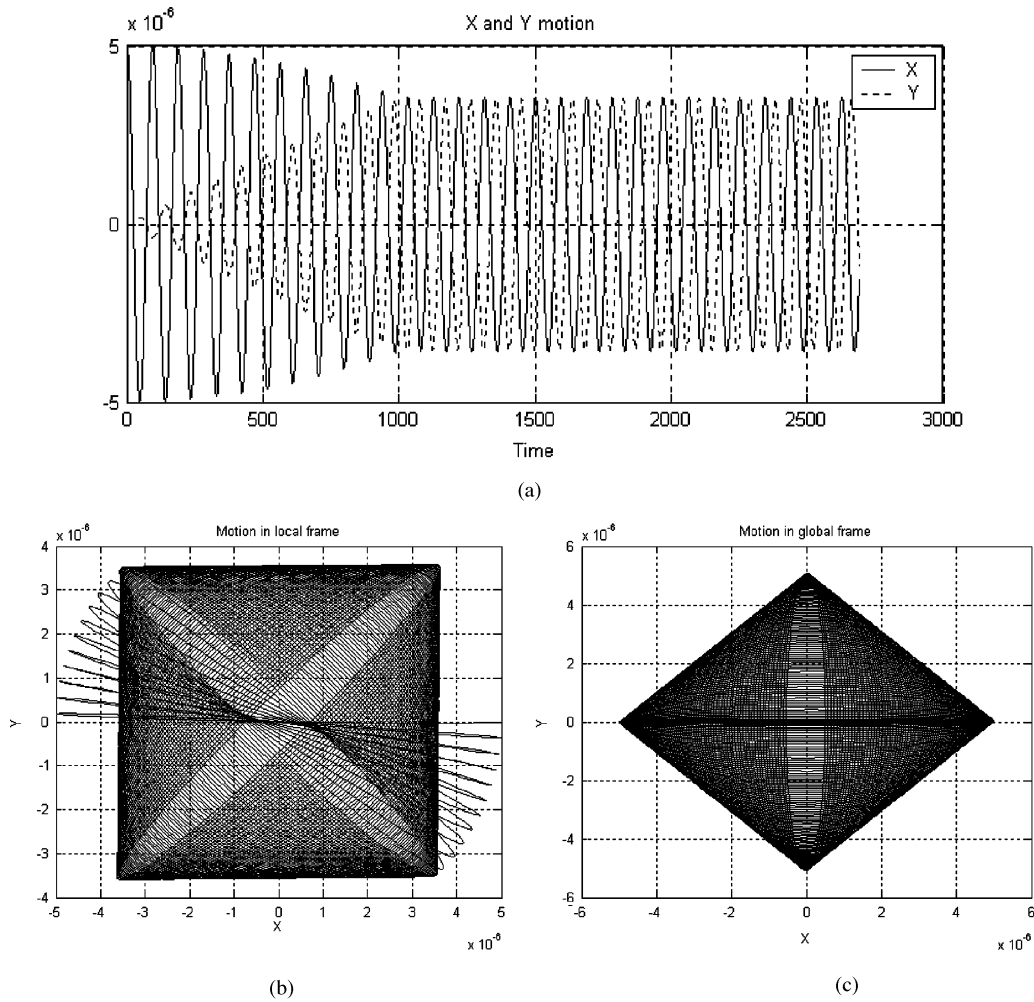 x 10⁻⁶
X and Y motion
5
0
-5
X
Y
0 500 1000 1500 2000 2500 3000
Time
(a)
x 10⁻⁶
Motion in local frame
4
3
2
1
0
-1
-2
-3
-4
Y
-5 -4 -3 -2 -1 0 1 2 3 4 5
X
x 10⁻⁶
(b)
x 10⁻⁶
Motion in global frame
6
4
2
0
-2
-4
-6
Y
-6 -4 -2 0 2 4 6
X
x 10⁻⁶
(c)